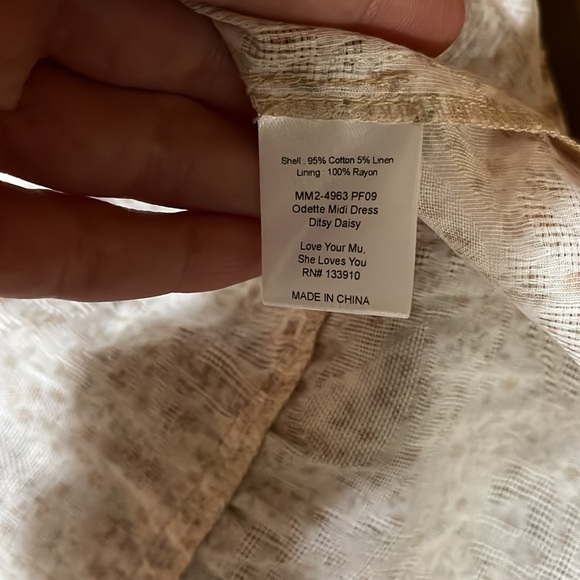 Shell : 95% Cotton 5% Linen
Lining : 100% Rayon
MM2-4963 PF09
Odette Midi Dress
Ditsy Daisy
Love Your Mu,
She Loves You
RN# 133910
MADE IN CHINA